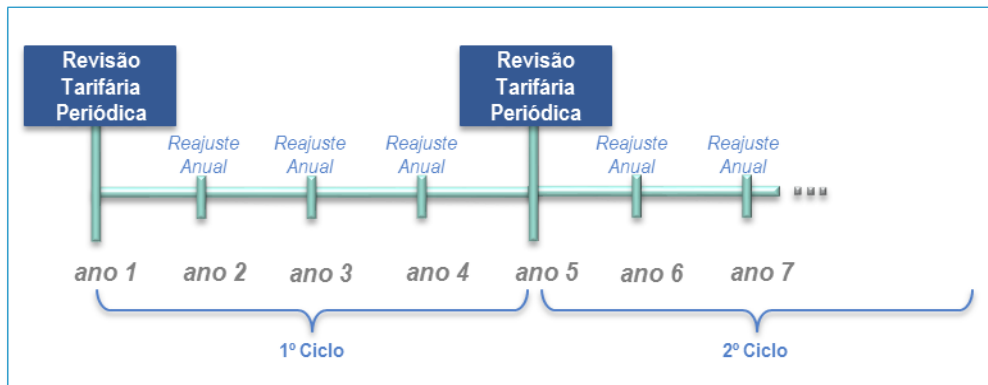 Revisão
Tarifária
Periódica
Revisão
Tarifária
Periódica
Reajuste
Anual
Reajuste
Anual
Reajuste
Anual
Reajuste
Anual
Reajuste
Anual
ano 1
ano 2
ano 3
ano 4
ano 5
ano 6
ano 7
1º Ciclo
2º Ciclo